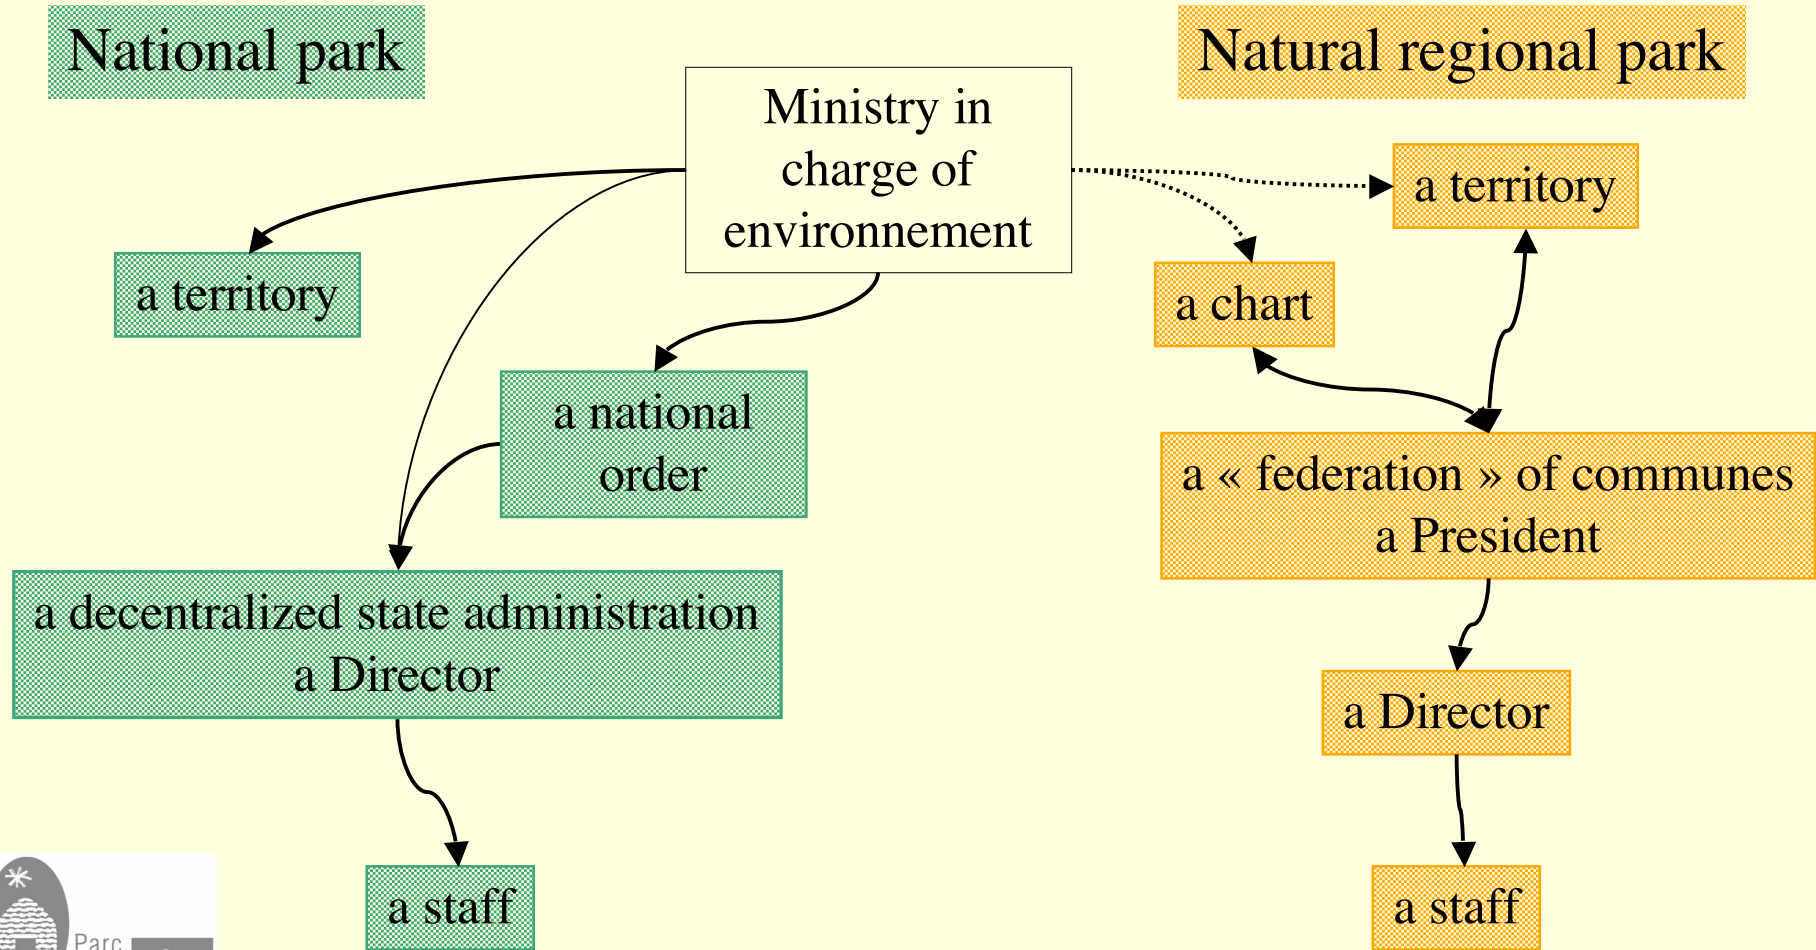 National park
Natural regional park
Ministry in
charge of
environnement
a territory
a territory
a chart
a national
order
a « federation » of communes
a President
a decentralized state administration
a Director
a Director
a staff
a staff
Parc